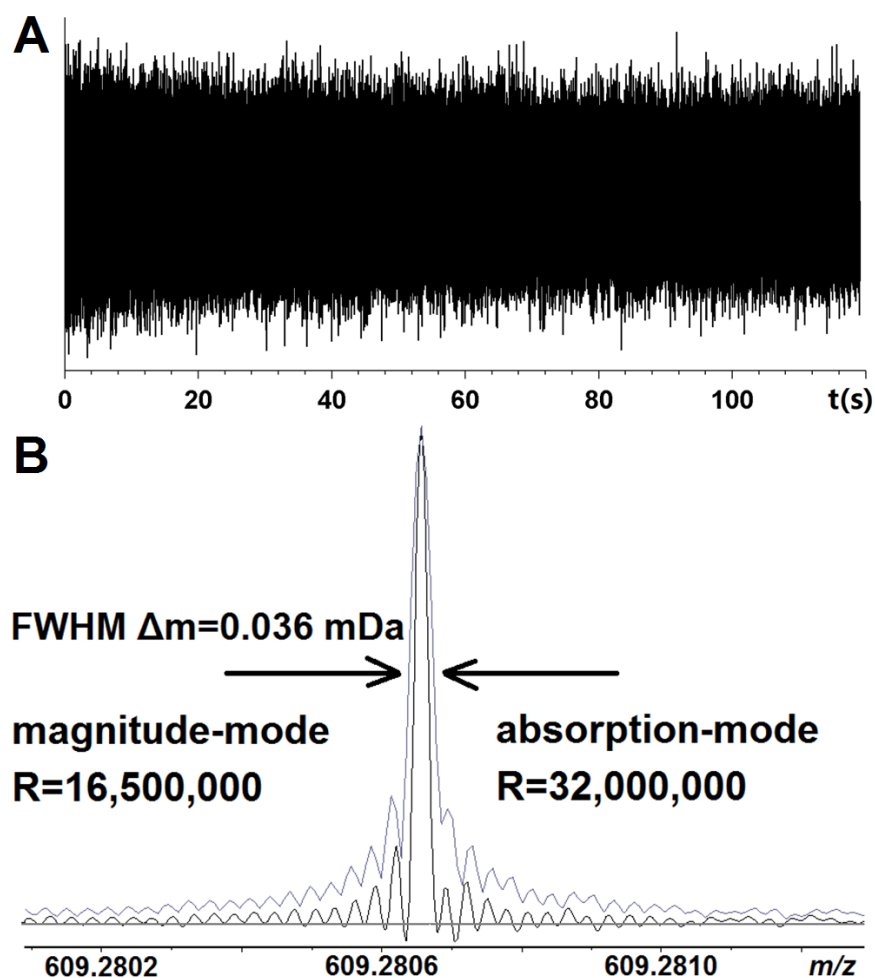 A
0 20 40 60 80 100 t(s)
B
FWHM Δm=0.036 mDa
magnitude-mode absorption-mode
R=16,500,000 R=32,000,000
609.2802 609.2806 609.2810 m/z